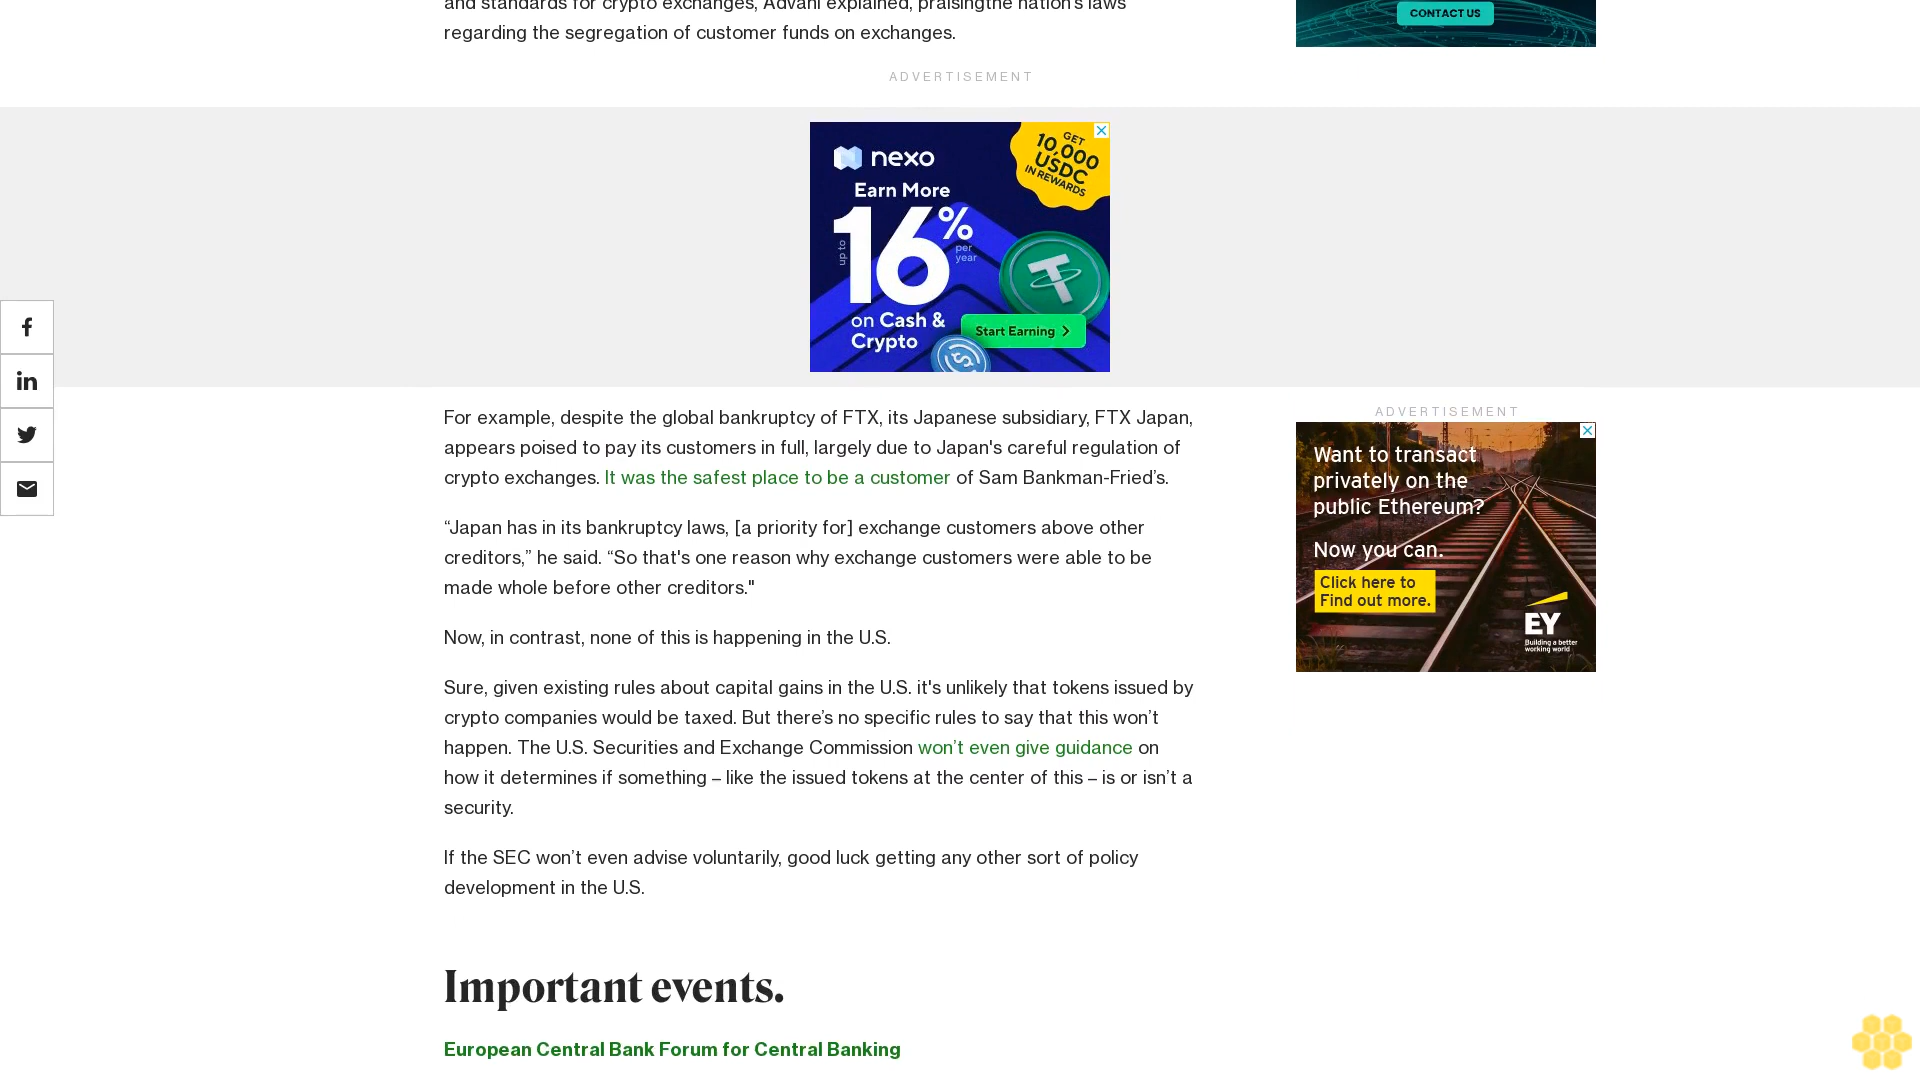 and standards for crypto exchanges, Advani explained, praisingthe nation's laws
regarding the segregation of customer funds on exchanges.
CONTACT US
ADVERTISEMENT
nexo
GET
10,000
USDC
IN REWARDS
Earn More
up to
16%
per
year
on Cash &
Crypto
Start Earning
For example, despite the global bankruptcy of FTX, its Japanese subsidiary, FTX Japan,
appears poised to pay its customers in full, largely due to Japan's careful regulation of
crypto exchanges. It was the safest place to be a customer of Sam Bankman-Fried’s.
“Japan has in its bankruptcy laws, [a priority for] exchange customers above other
creditors,” he said. “So that's one reason why exchange customers were able to be
made whole before other creditors."
Now, in contrast, none of this is happening in the U.S.
Sure, given existing rules about capital gains in the U.S. it's unlikely that tokens issued by
crypto companies would be taxed. But there’s no specific rules to say that this won’t
happen. The U.S. Securities and Exchange Commission won’t even give guidance on
how it determines if something – like the issued tokens at the center of this – is or isn’t a
security.
If the SEC won’t even advise voluntarily, good luck getting any other sort of policy
development in the U.S.
Important events.
European Central Bank Forum for Central Banking
ADVERTISEMENT
Want to transact
privately on the
public Ethereum?
Now you can.
Click here to
Find out more.
EY
Building a better
working world